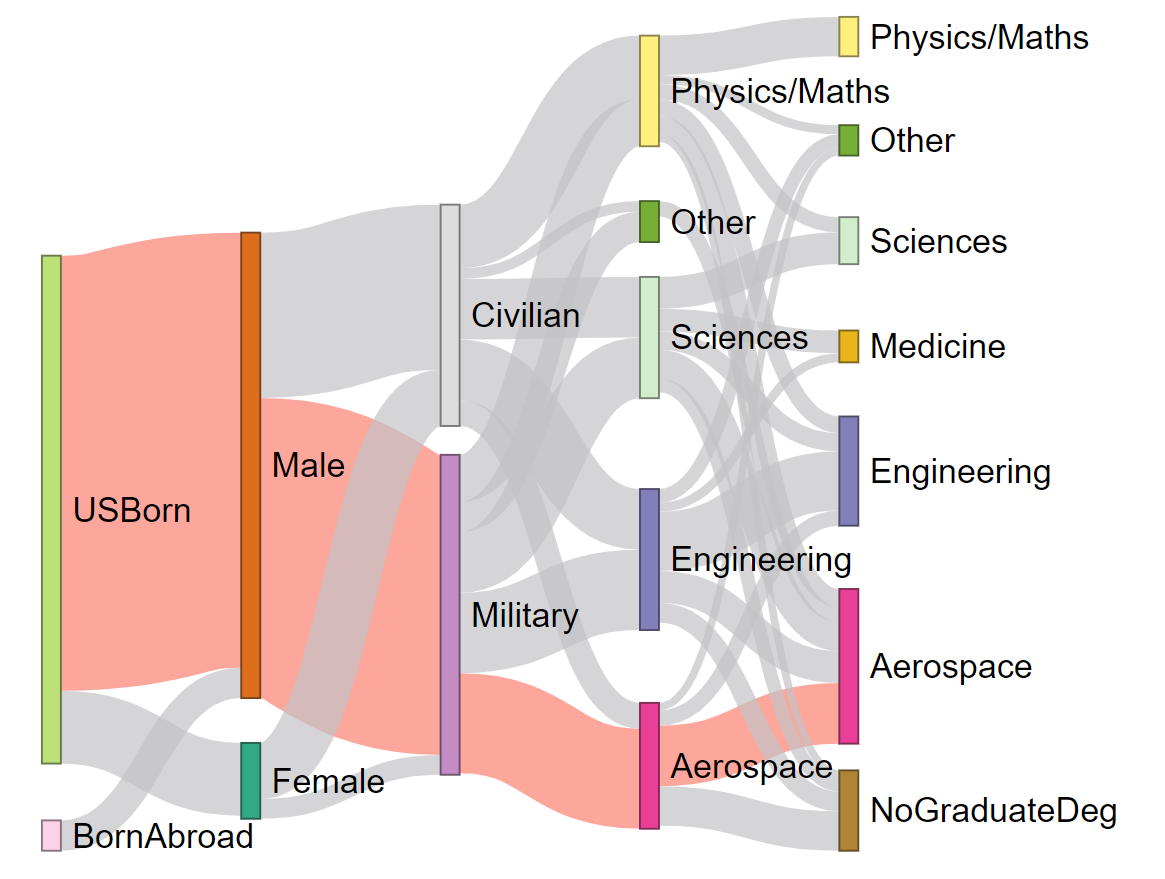 USBorn
BornAbroad
Male
Female
Civilian
Military
Physics/Maths
Other
Sciences
Engineering
Aerospace
Physics/Maths
Other
Sciences
Medicine
Engineering
Aerospace
NoGraduateDeg